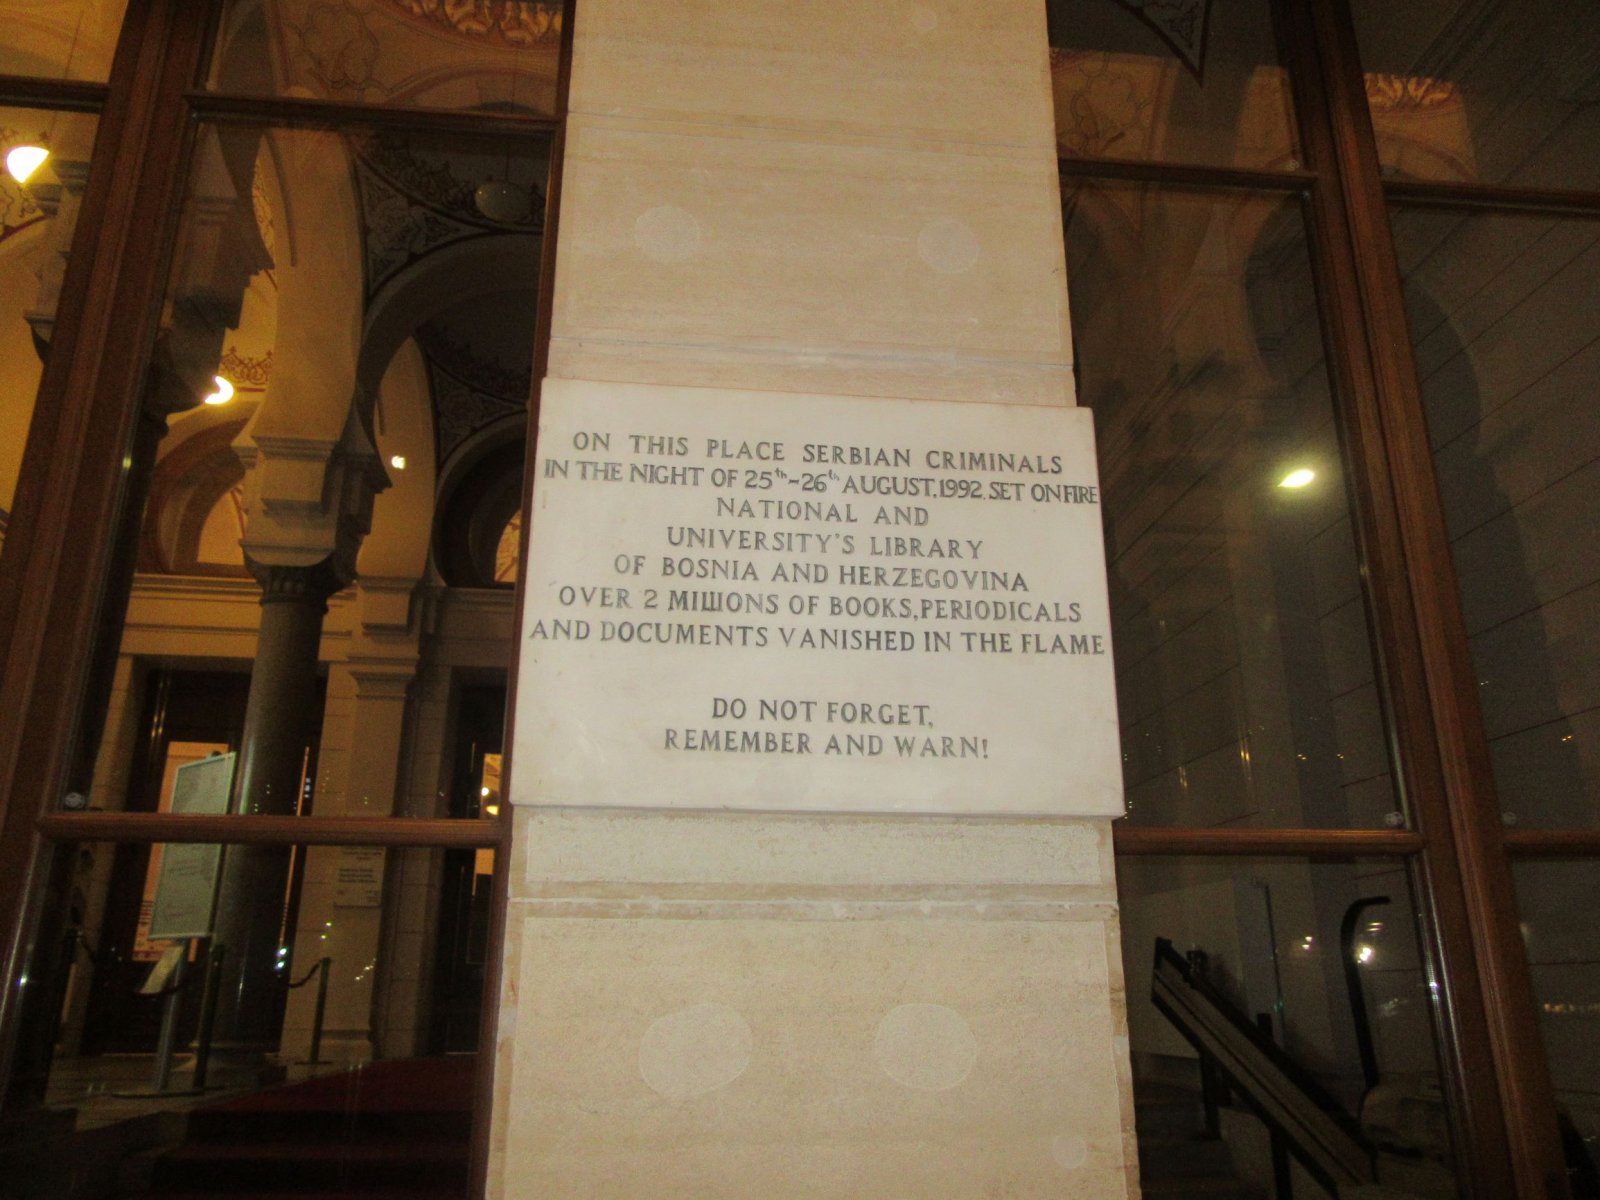 ON THIS PLACE SERBIAN CRIMINALS
IN THE NIGHT OF 25th-26th AUGUST.1992. SET ON FIRE
NATIONAL AND
UNIVERSITY'S LIBRARY
OF BOSNIA AND HERZEGOVINA
OVER 2 MILLIONS OF BOOKS,PERIODICALS
AND DOCUMENTS VANISHED IN THE FLAME
DO NOT FORGET,
REMEMBER AND WARN!